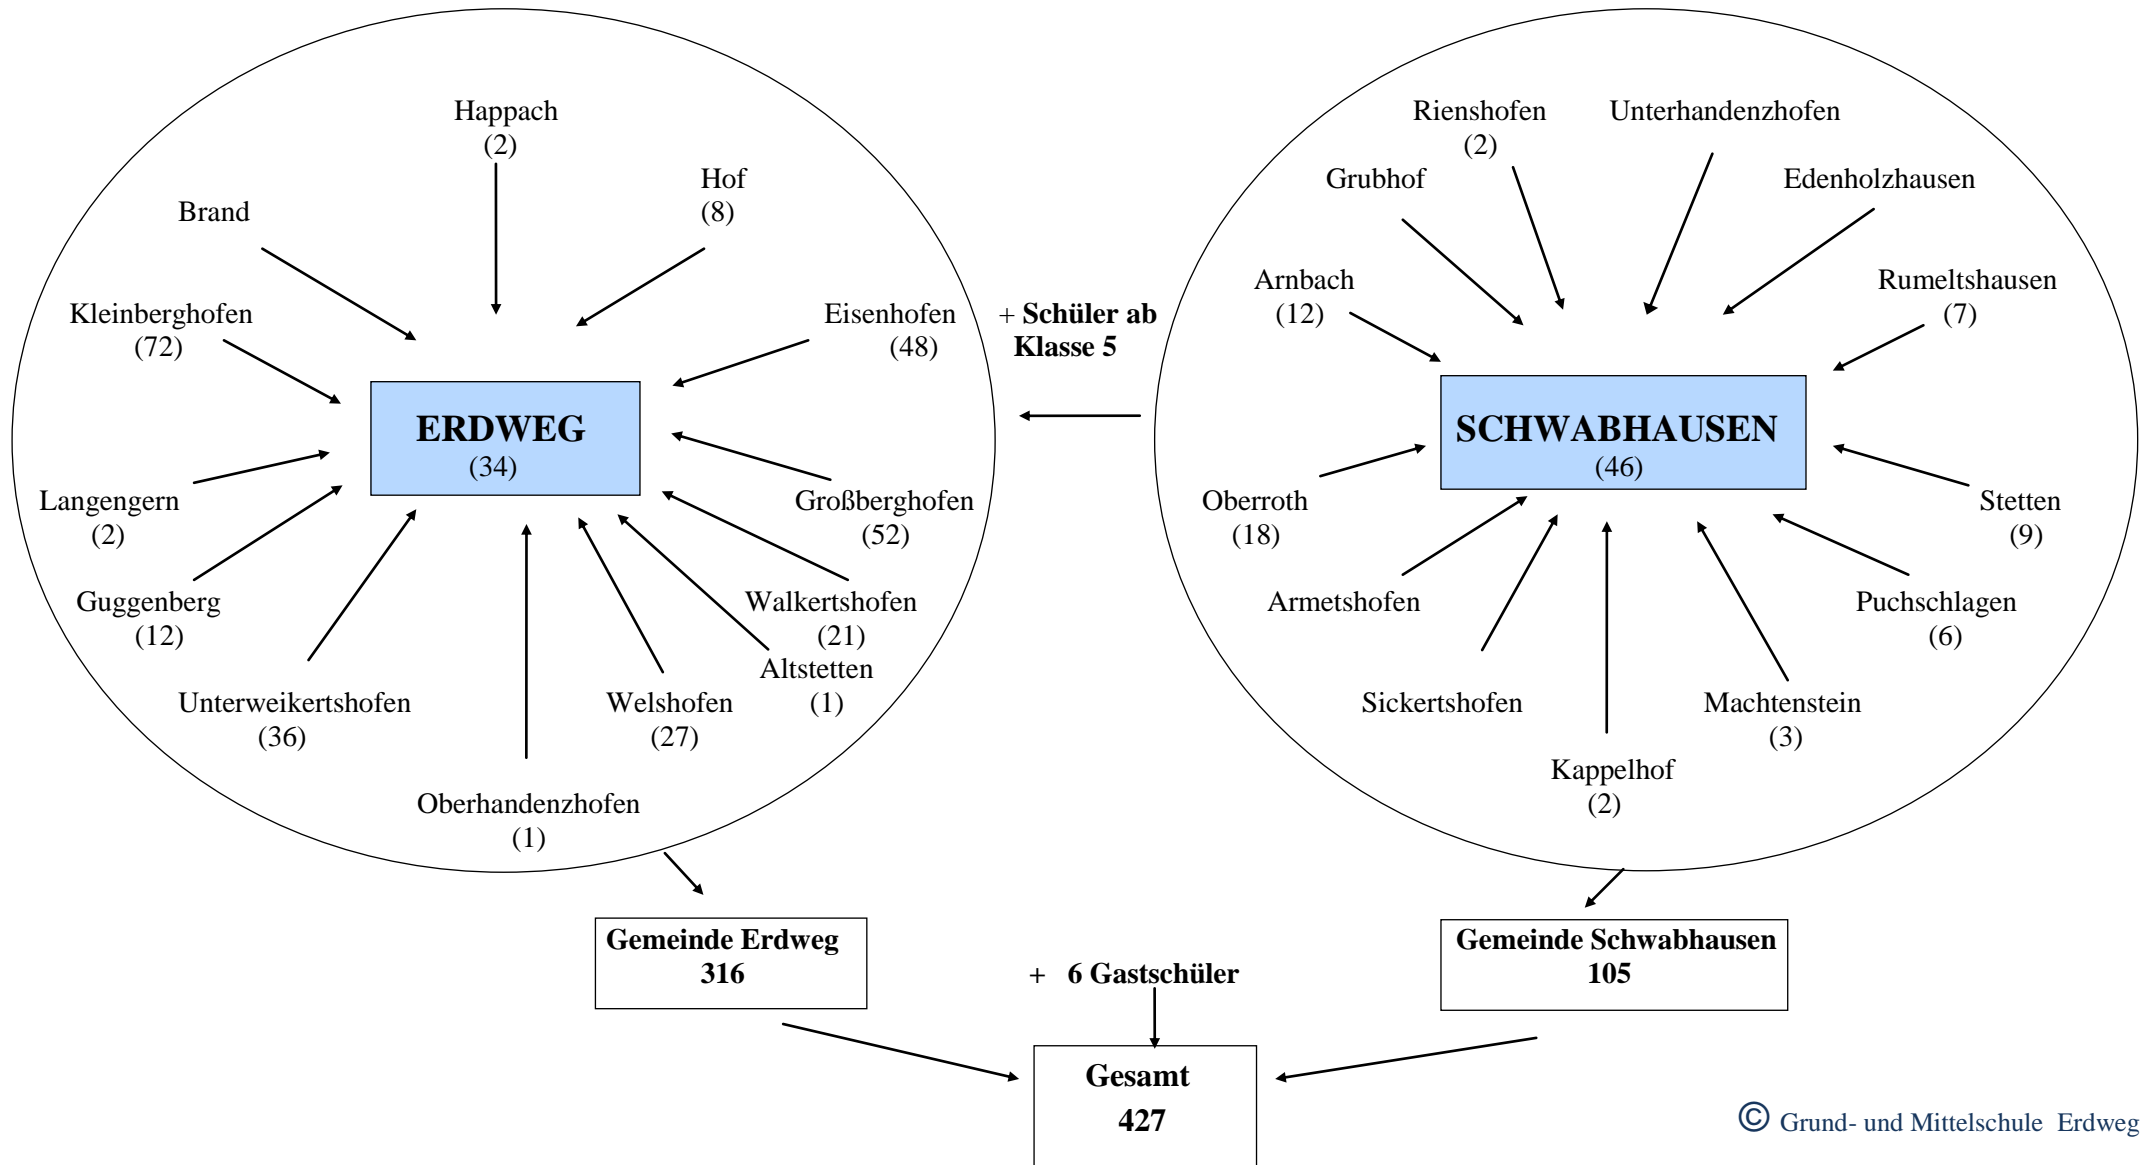 Happach
(2)
Hof
(8)
Brand
Kleinberghofen
(72)
Eisenhofen
(48)
ERDWEG
(34)
Langengern
(2)
Großberghofen
(52)
Guggenberg
(12)
Walkertshofen
(21)
Altstetten
(1)
Unterweikertshofen
(36)
Welshofen
(27)
Oberhandenzhofen
(1)
+ Schüler ab
Klasse 5
Rienshofen
(2)
Unterhandenzhofen
Grubhof
Edenholzhausen
Arnbach
(12)
Rumeltshausen
(7)
SCHWABHAUSEN
(46)
Oberroth
(18)
Stetten
(9)
Armetshofen
Puchschlagen
(6)
Sickertshofen
Machtenstein
(3)
Kappelhof
(2)
Gemeinde Erdweg
316
+ 6 Gastschüler
Gemeinde Schwabhausen
105
Gesamt
427
© Grund- und Mittelschule Erdweg